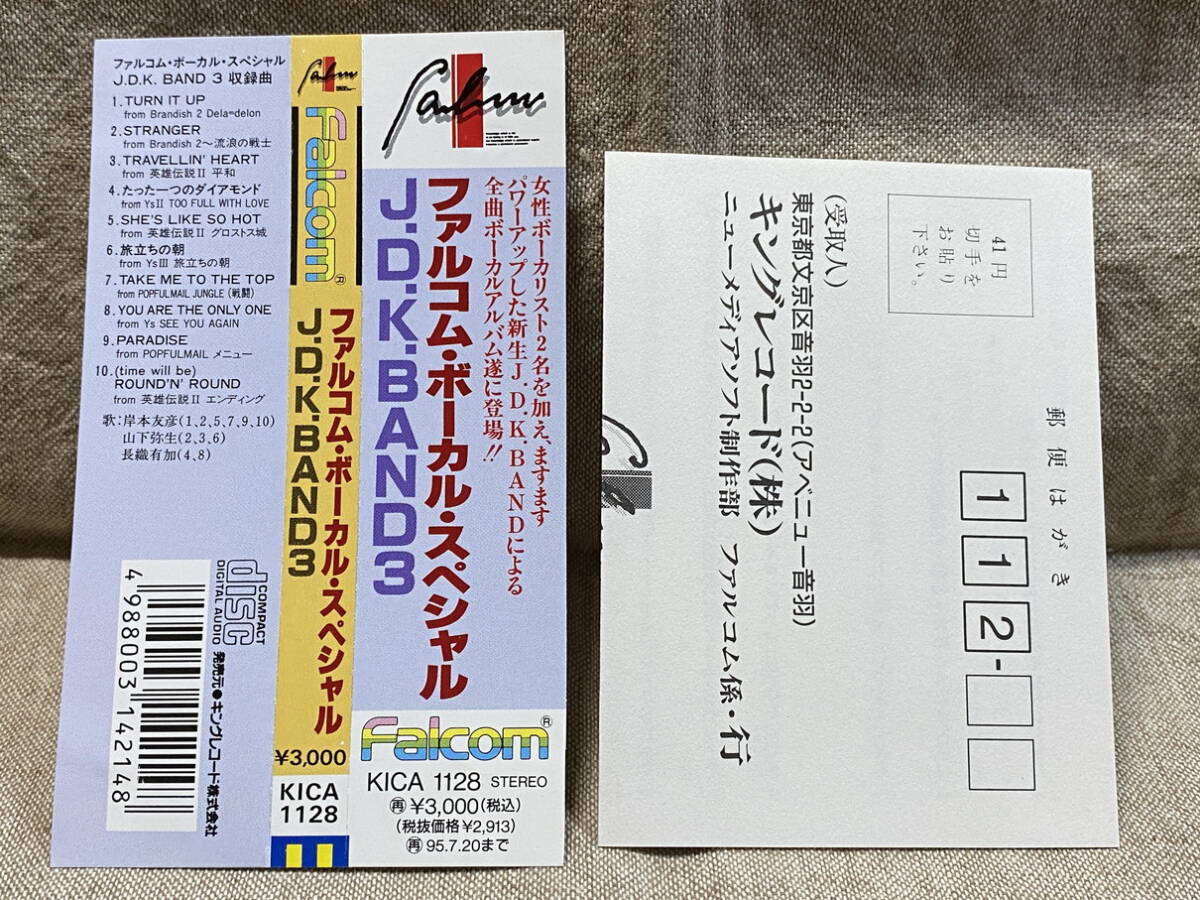 ファルコム・ボーカル・スペシャル
J.D.K. BAND 3 収録曲
1. TURN IT UP
from Brandish 2 Dela=delon
2. STRANGER
from Brandish 2〜流浪の戦士
3. TRAVELLIN' HEART
from 英雄伝説II 平和
4. たった一つのダイアモンド
from YsII TOO FULL WITH LOVE
5. SHE'S LIKE SO HOT
from 英雄伝説II グロストス城
6. 旅立ちの朝
from YsIII 旅立ちの朝
7. TAKE ME TO THE TOP
from POPFULMAIL JUNGLE (戦闘)
8. YOU ARE THE ONLY ONE
from Ys SEE YOU AGAIN
9. PARADISE
from POPFULMAIL メニュー
10. (time will be)
ROUND'N' ROUND
from 英雄伝説II エンディング
歌:岸本友彦(1、2、5、7、9、10)
山下弥生(2、3、6)
長織有加(4、8)
COMPACT
disc
DIGITAL AUDIO
発売元●キングレコード株式会社
4 988003 142148
Falcom®
ファルコム・ボーカル・スペシャル
J.D.K.BAND3
¥3,000
KICA
1128
女性ボーカリスト2名を加え、ますます
パワーアップした新生J.D.K.BANDによる
全曲ボーカルアルバム遂に登場!!
ファルコム・ボーカル・スペシャル
J.D.K.BAND3
Falcom®
KICA 1128 STEREO
再¥3,000(税込)
(税抜価格¥2,913)
再95.7.20まで
41円
切手を
お貼り
下さい。
郵便はがき
112-
(受取人)
東京都文京区音羽2-2-2(アベニュー音羽)
キングレコード(株)
ニューメディアソフト制作部 ファルコム係・行